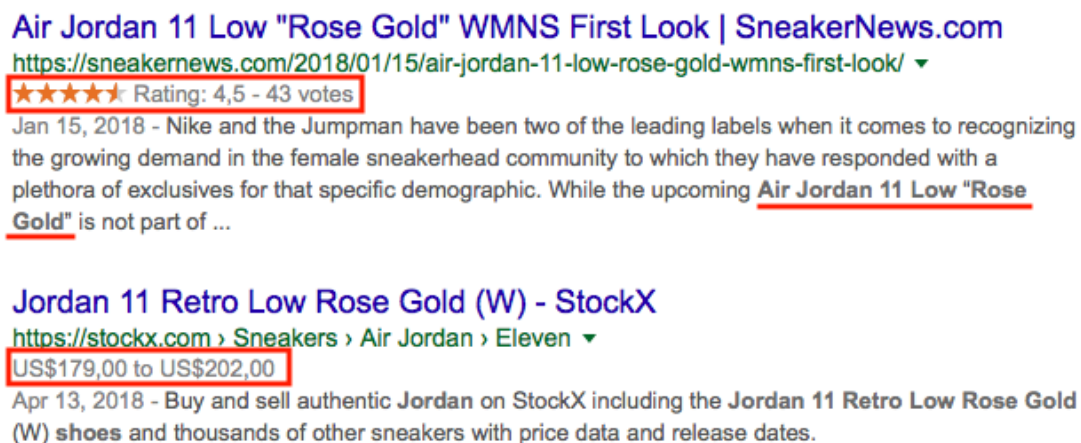 Air Jordan 11 Low "Rose Gold" WMNS First Look | SneakerNews.com
https://sneakernews.com/2018/01/15/air-jordan-11-low-rose-gold-wmns-first-look/
Rating: 4,5 - 43 votes
Jan 15, 2018 - Nike and the Jumpman have been two of the leading labels when it comes to recognizing
the growing demand in the female sneakerhead community to which they have responded with a
plethora of exclusives for that specific demographic. While the upcoming Air Jordan 11 Low "Rose
Gold" is not part of ...
Jordan 11 Retro Low Rose Gold (W) - StockX
https://stockx.com › Sneakers › Air Jordan › Eleven
US$179,00 to US$202,00
Apr 13, 2018 - Buy and sell authentic Jordan on StockX including the Jordan 11 Retro Low Rose Gold
(W) shoes and thousands of other sneakers with price data and release dates.